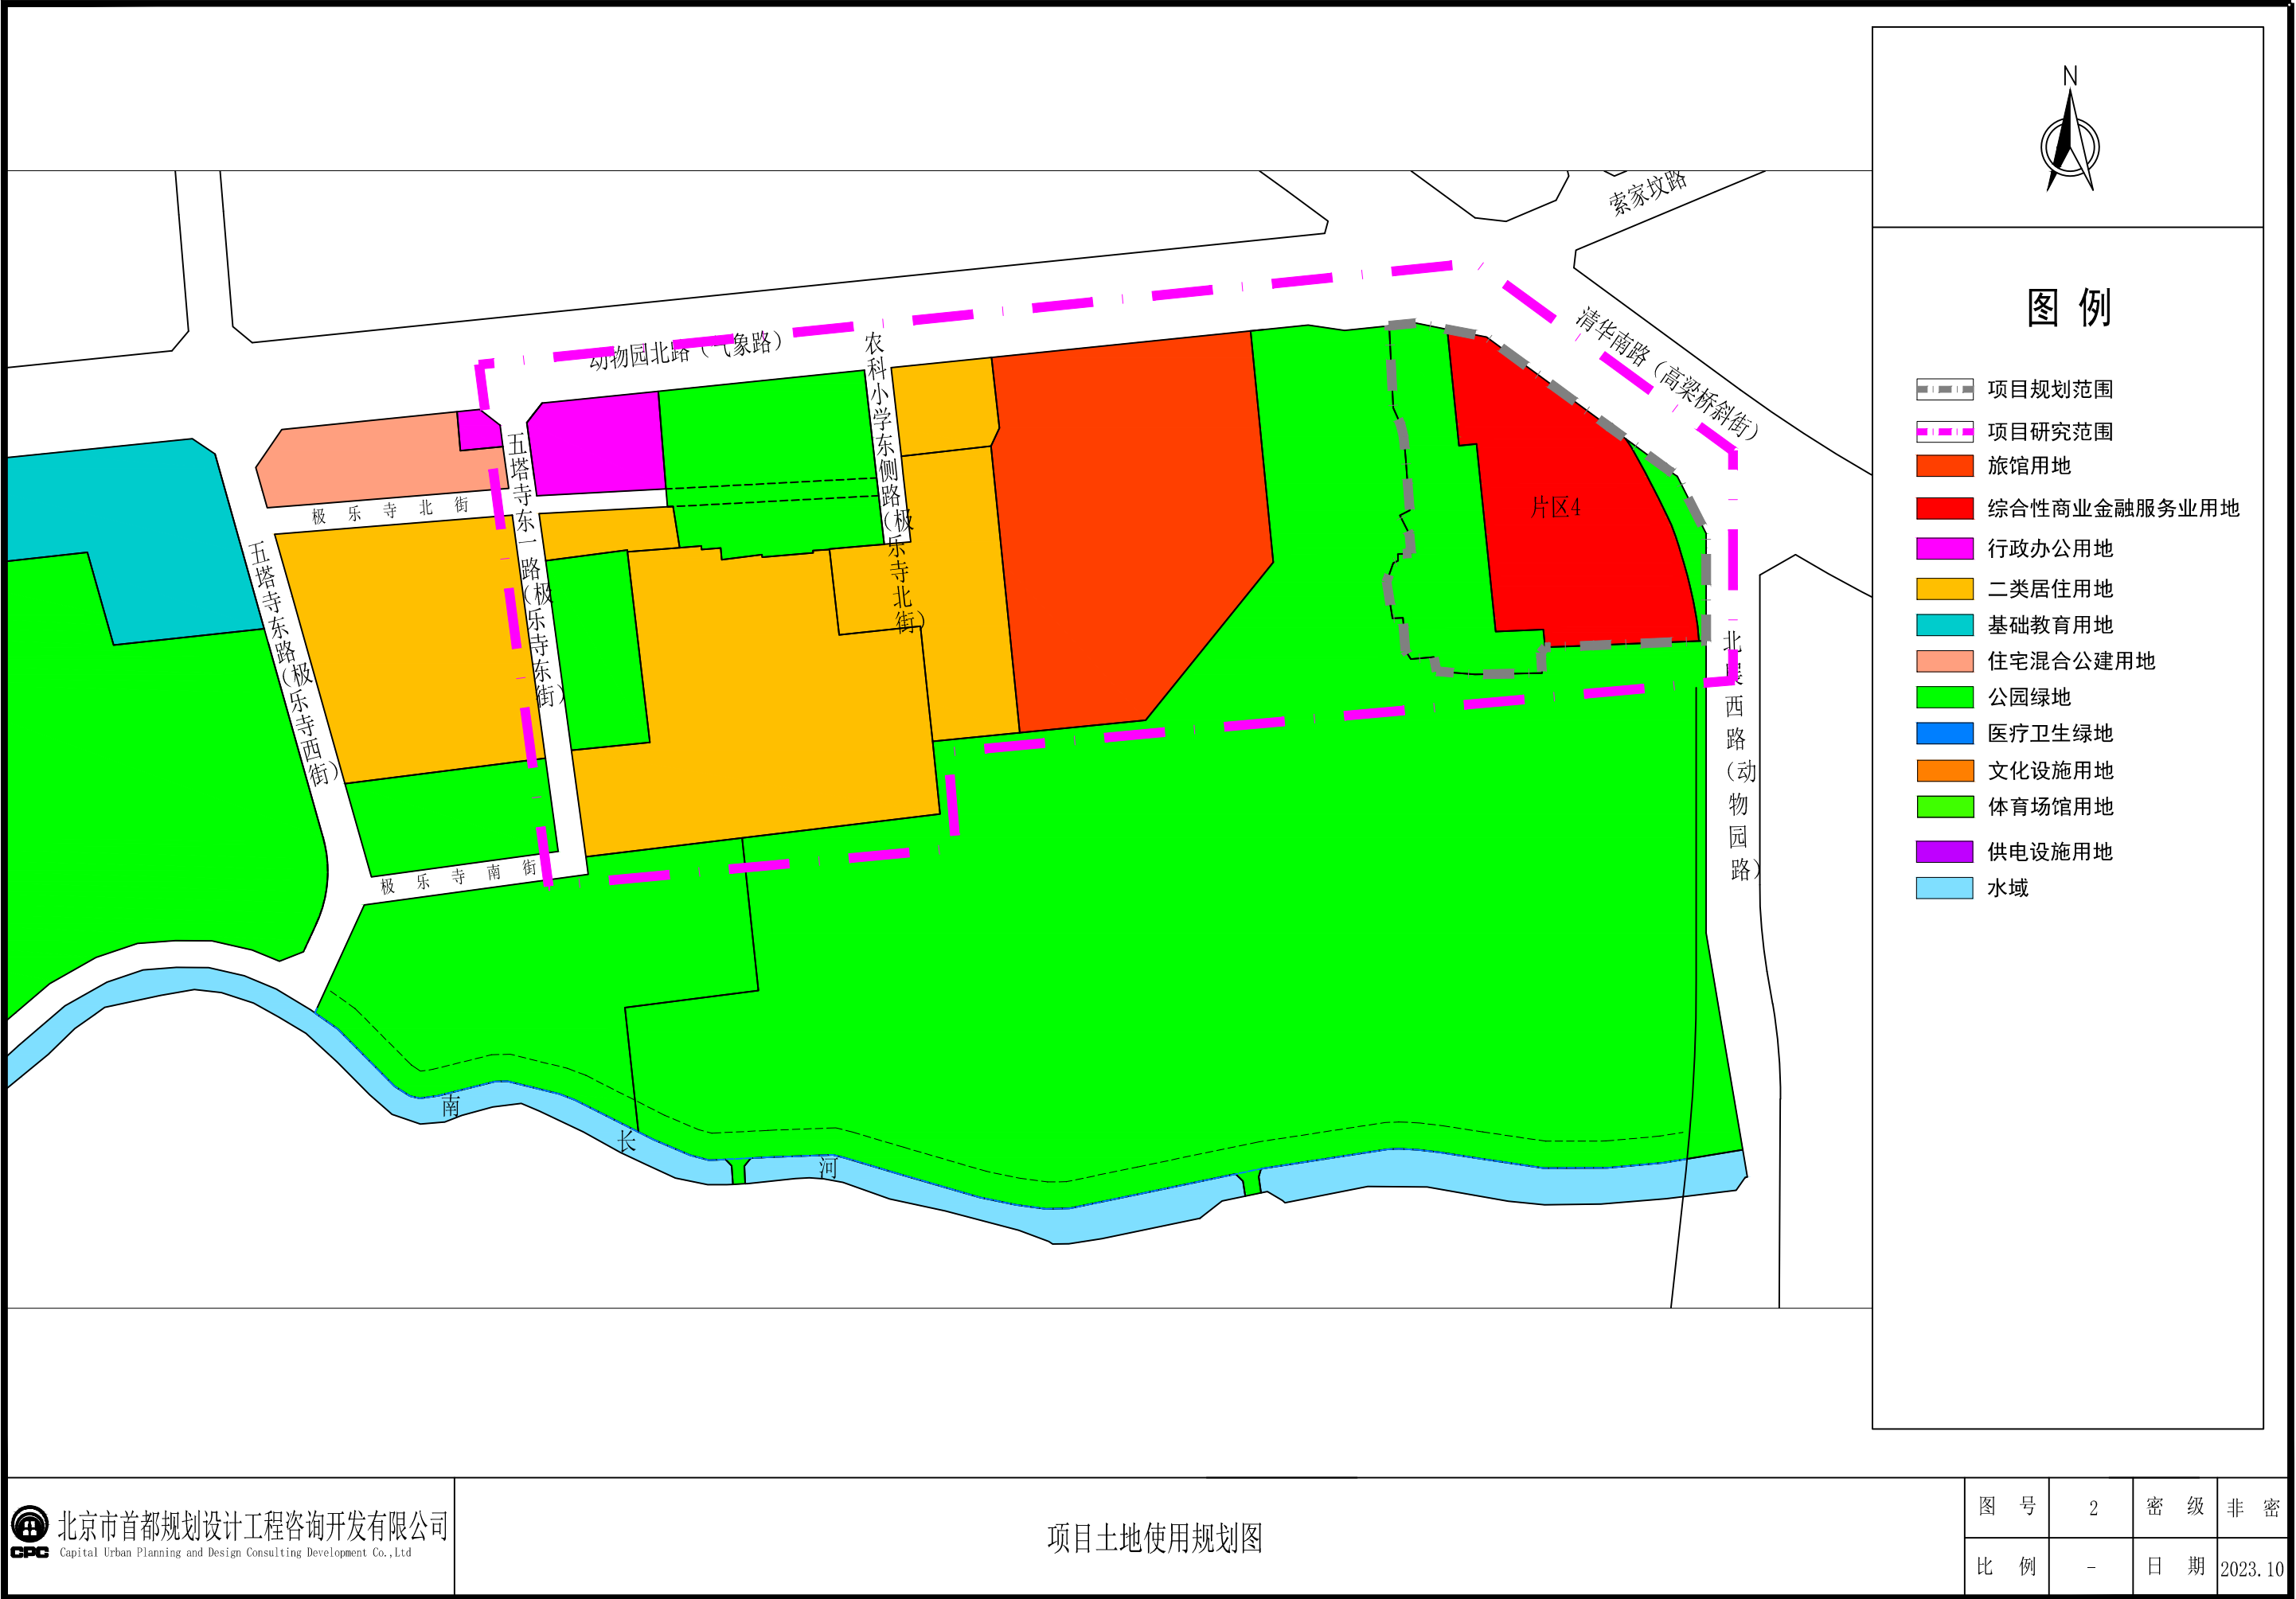 N
索家坟路
图例
清华南路（高梁桥斜街）
动物园北路（气象路）
农科小学东侧路（极乐寺北街）
项目规划范围
项目研究范围
旅馆用地
综合性商业金融服务业用地
行政办公用地
二类居住用地
基础教育用地
住宅混合公建用地
公园绿地
医疗卫生绿地
文化设施用地
体育场馆用地
供电设施用地
水域
五塔寺东一路（极乐寺东街）
极乐寺北街
片区4
五塔寺东路（极乐寺西街）
北展西路（动物园路）
极乐寺南街
南长河
CPC
北京市首都规划设计工程咨询开发有限公司
Capital Urban Planning and Design Consulting Development Co.,Ltd
项目土地使用规划图
图号 2 密级 非密
比例 - 日期 2023.10